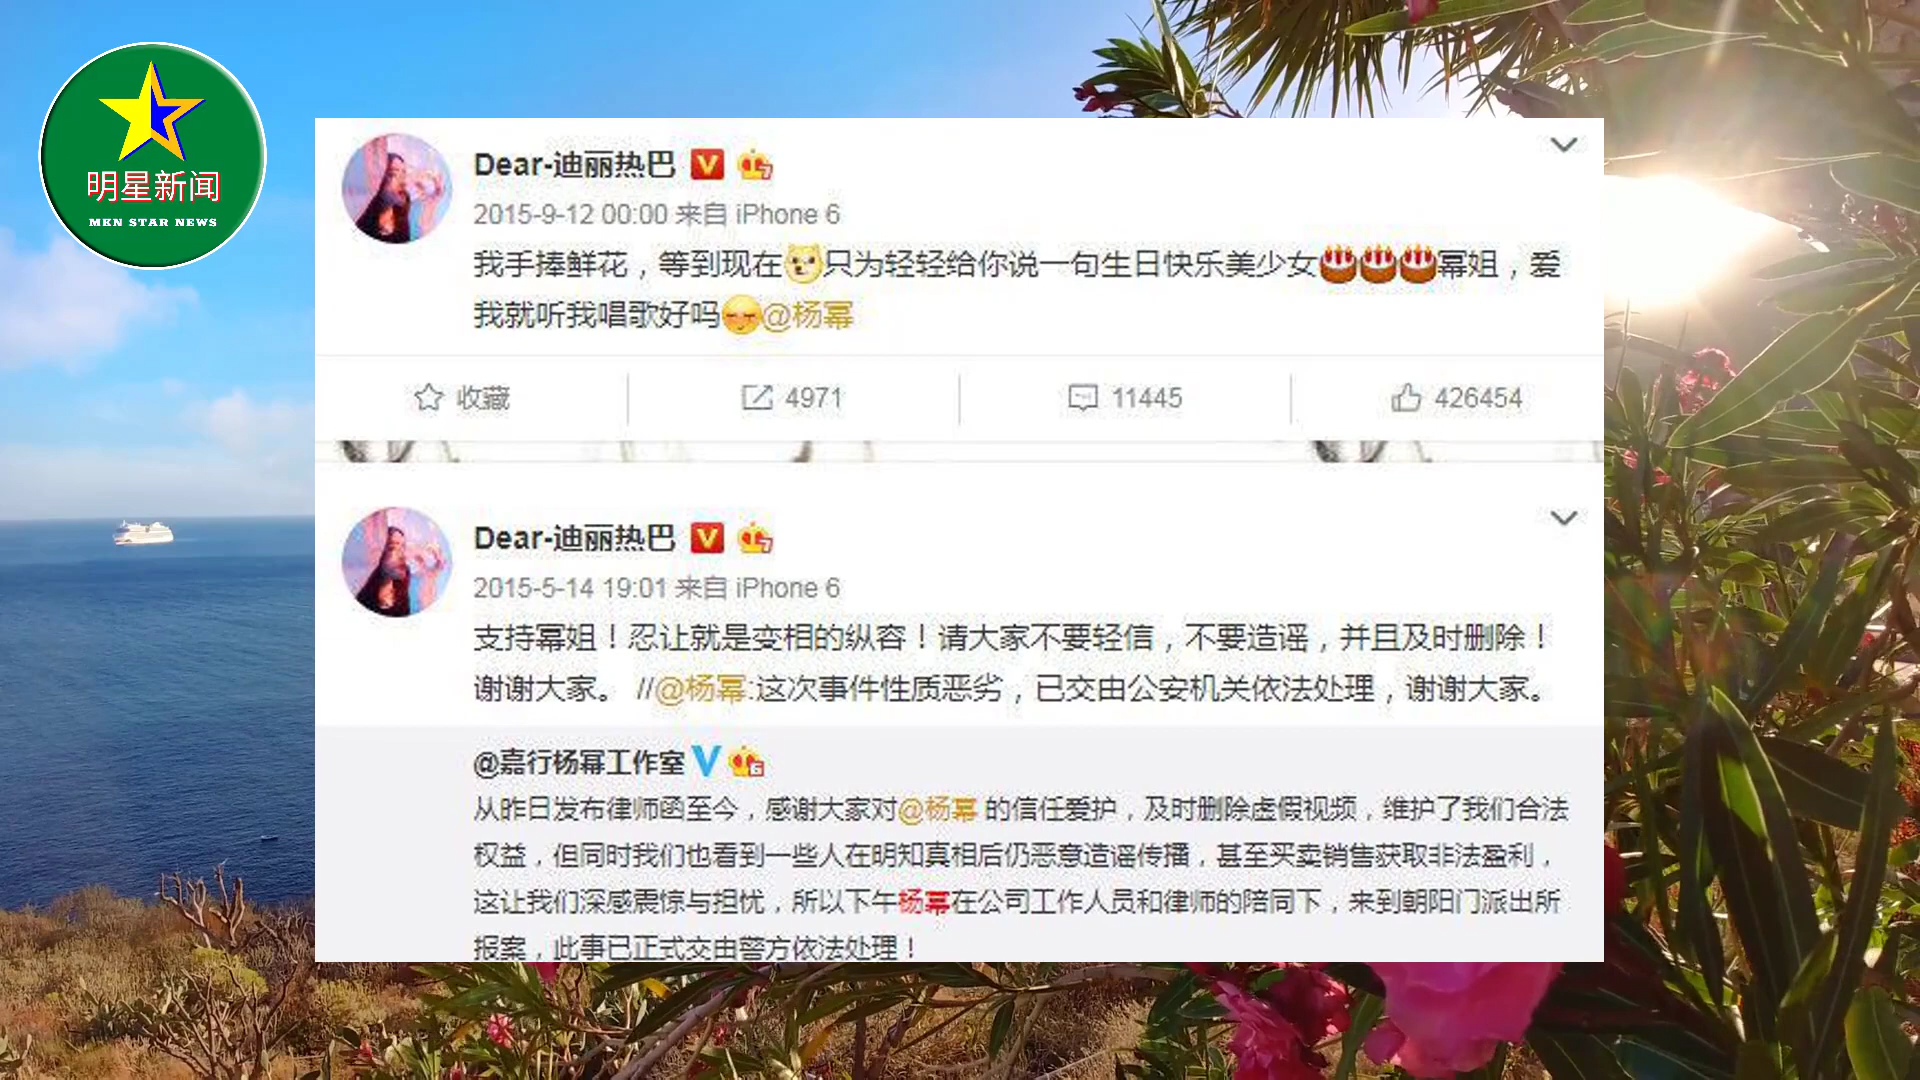 明星新闻
MKN STAR NEWS
Dear-迪丽热巴
2015-9-12 00:00 来自 iPhone 6
我手捧鲜花，等到现在只为轻轻给你说一句生日快乐美少女幂姐，爱
我就听我唱歌好吗@杨幂
收藏 4971 11445 426454
Dear-迪丽热巴
2015-5-14 19:01 来自 iPhone 6
支持幂姐！忍让就是变相的纵容！请大家不要轻信，不要造谣，并且及时删除！
谢谢大家。 //@杨幂:这次事件性质恶劣，已交由公安机关依法处理，谢谢大家。
@嘉行杨幂工作室
从昨日发布律师函至今，感谢大家对@杨幂 的信任爱护，及时删除虚假视频，维护了我们合法
权益，但同时我们也看到一些人在明知真相后仍恶意造谣传播，甚至买卖销售获取非法盈利，
这让我们深感震惊与担忧，所以下午杨幂在公司工作人员和律师的陪同下，来到朝阳门派出所
报案，此事已正式交由警方依法处理！